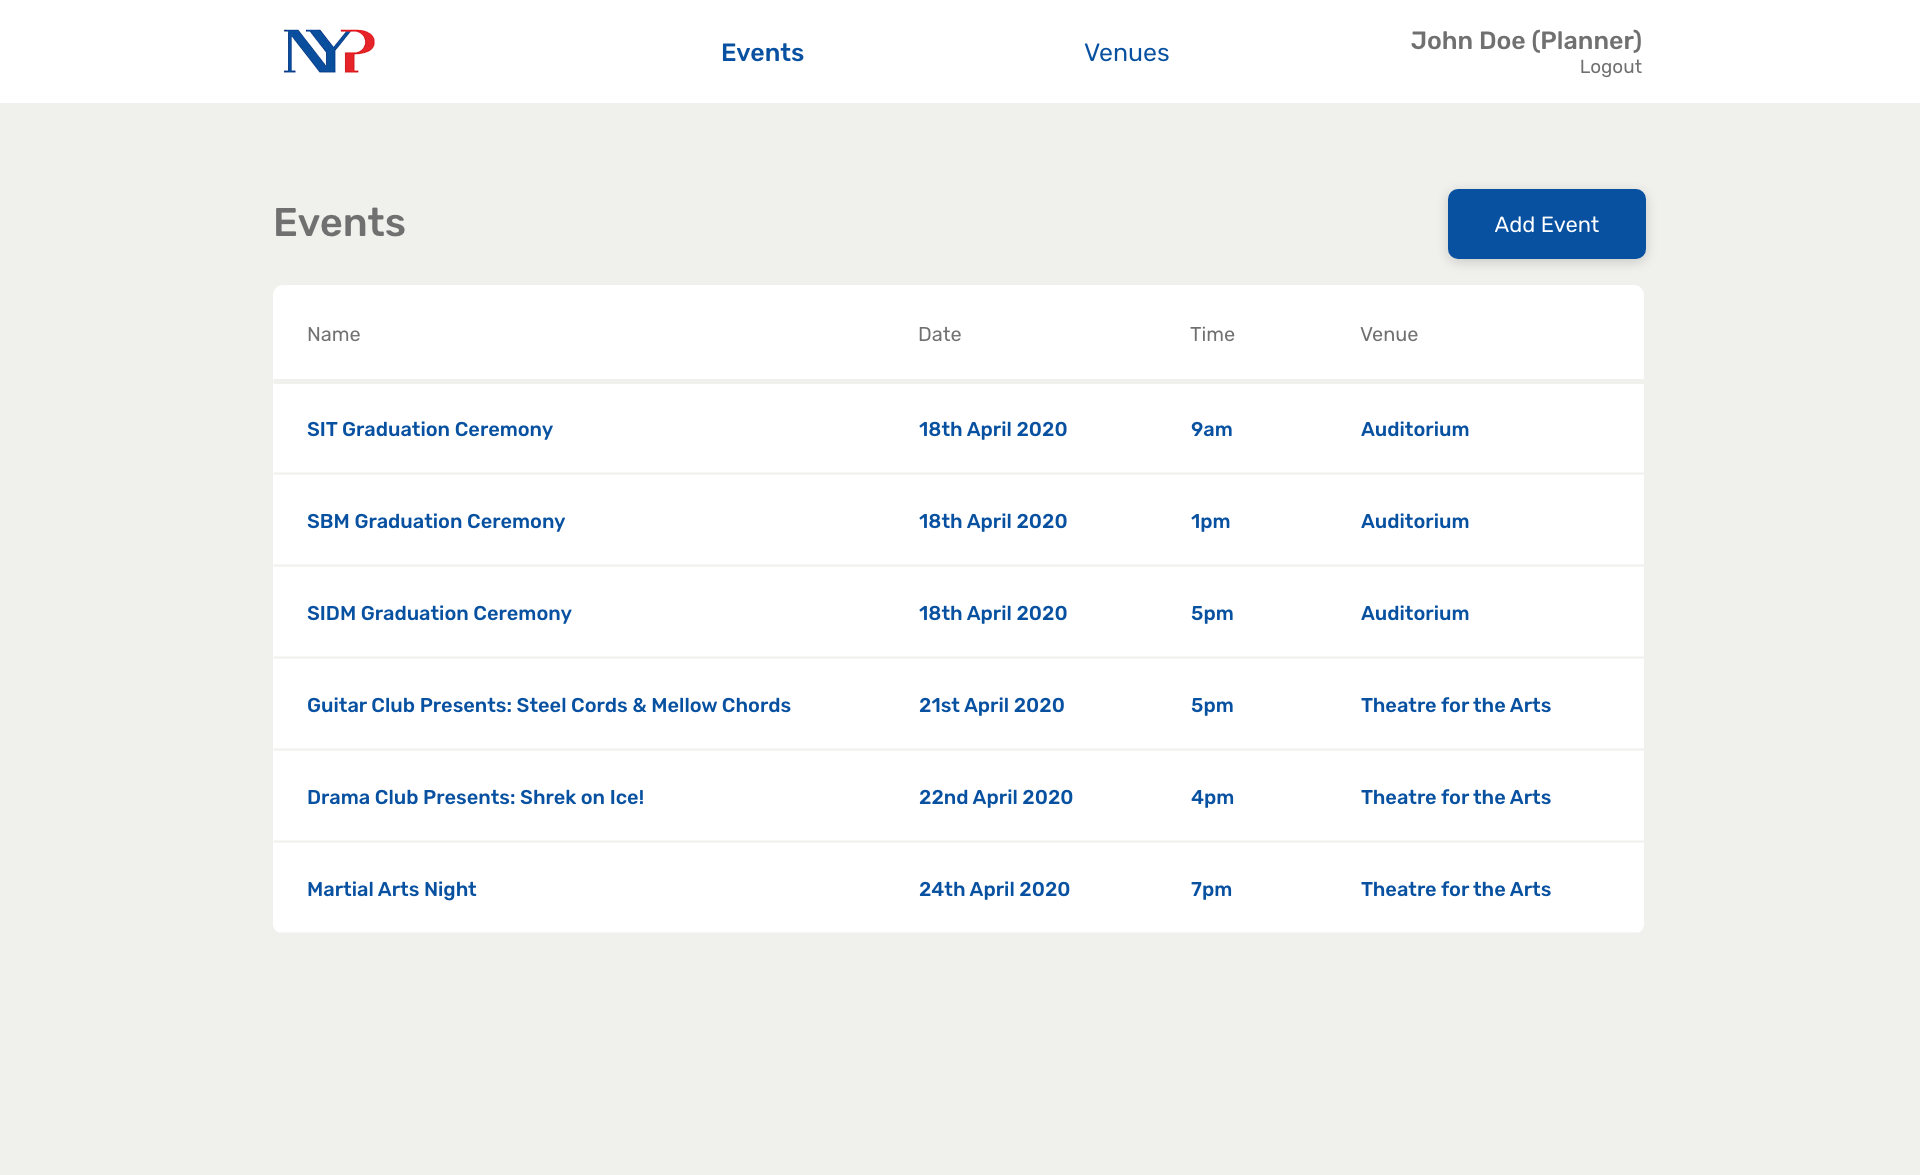 NYP
Events
Venues
John Doe (Planner)
Logout
Events
Add Event
Name Date Time Venue
SIT Graduation Ceremony 18th April 2020 9am Auditorium
SBM Graduation Ceremony 18th April 2020 1pm Auditorium
SIDM Graduation Ceremony 18th April 2020 5pm Auditorium
Guitar Club Presents: Steel Cords & Mellow Chords 21st April 2020 5pm Theatre for the Arts
Drama Club Presents: Shrek on Ice! 22nd April 2020 4pm Theatre for the Arts
Martial Arts Night 24th April 2020 7pm Theatre for the Arts